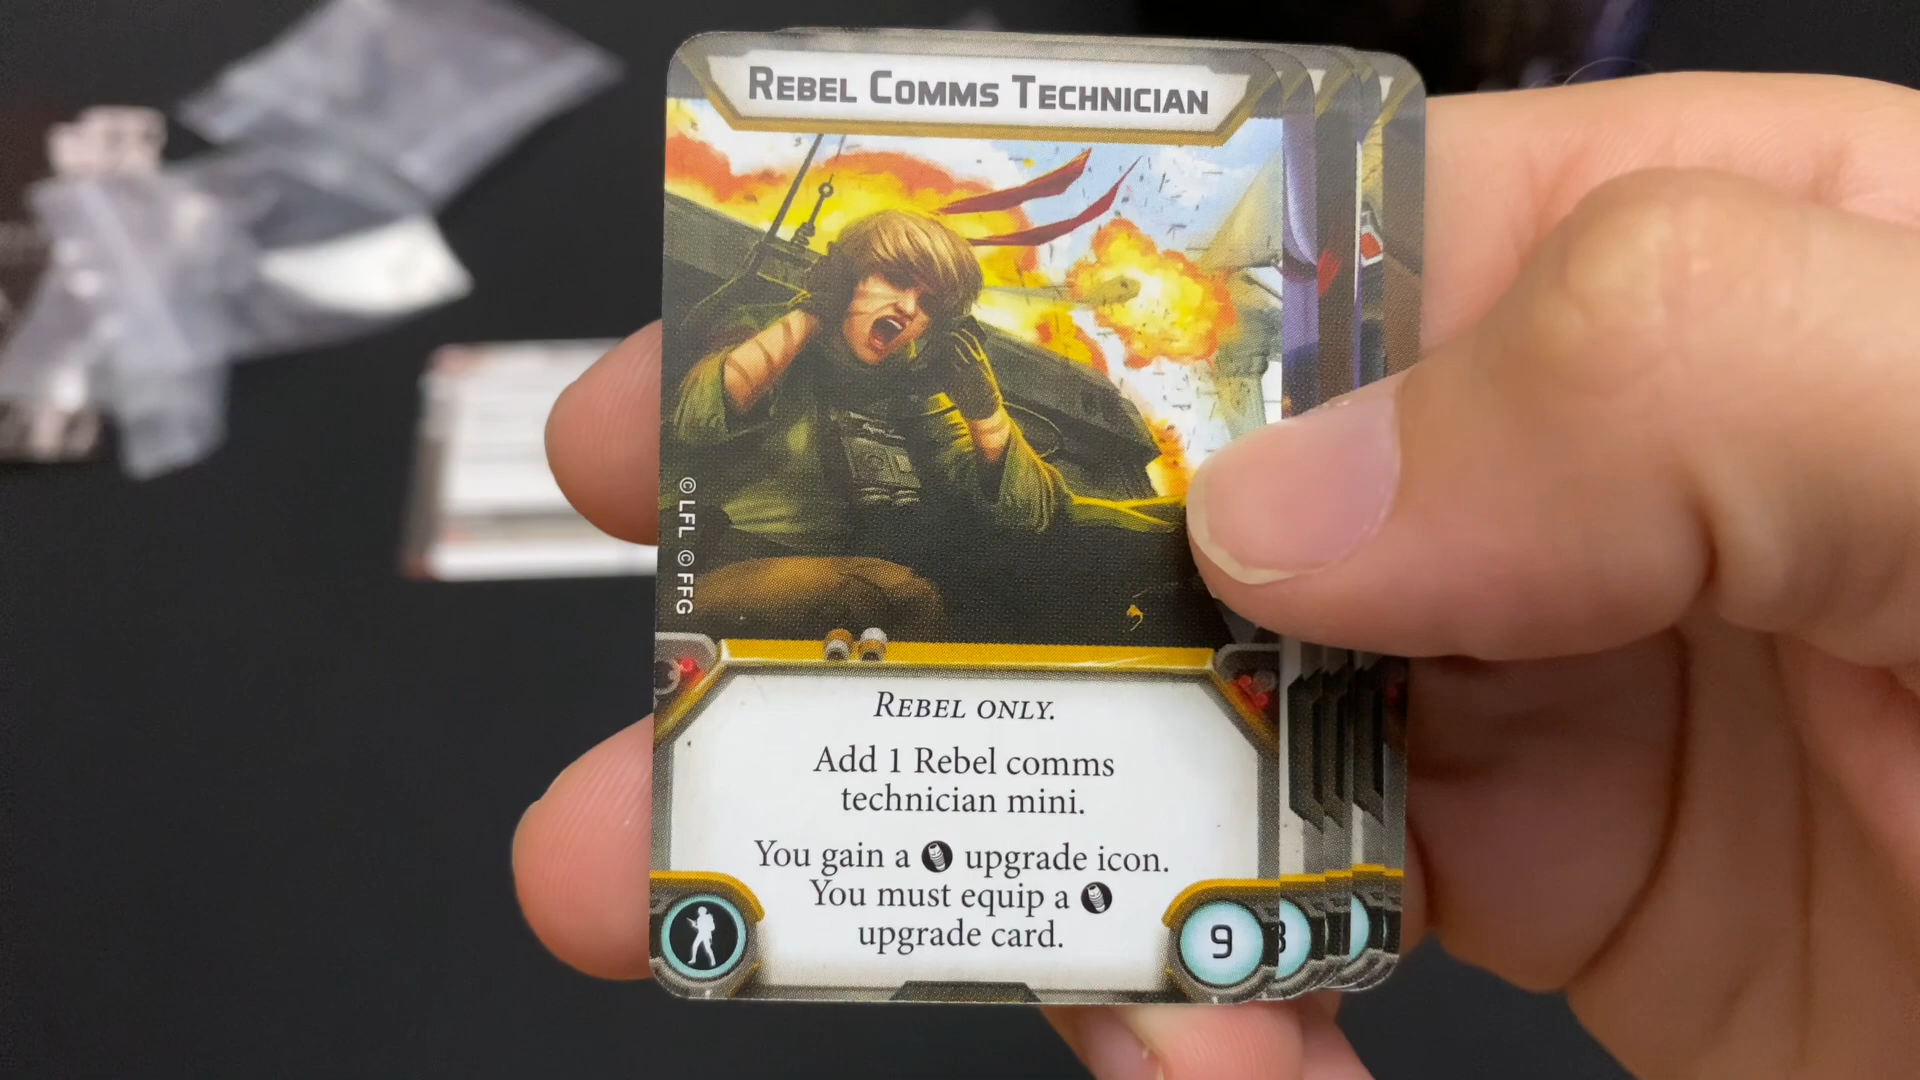 Rebel Comms Technician
© LFL © FFG
Rebel only.
Add 1 Rebel comms
technician mini.
You gain a upgrade icon.
You must equip a
upgrade card.
9